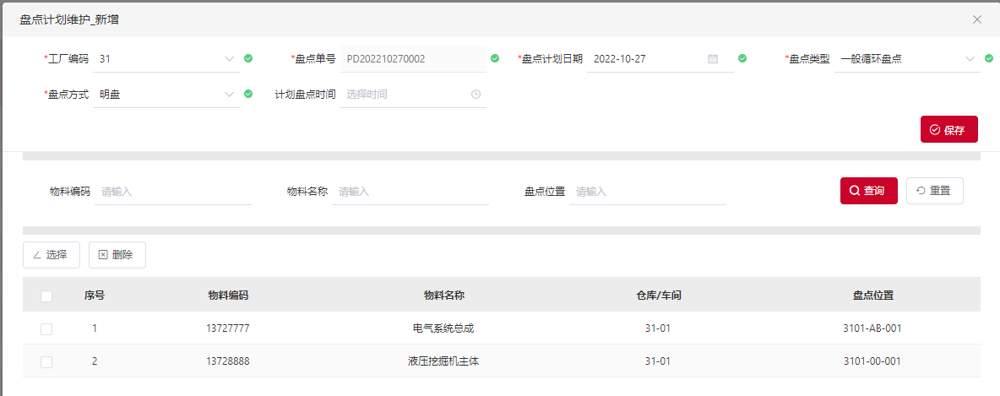 盘点计划维护_新增
*工厂编码 31 *盘点单号 PD202210270002 *盘点计划日期 2022-10-27 *盘点类型 一般循环盘点
*盘点方式 明盘 计划盘点时间 选择时间
保存
物料编码 请输入 物料名称 请输入 盘点位置 请输入 查询 重置
选择 删除
序号 物料编码 物料名称 仓库/车间 盘点位置
1 13727777 电气系统总成 31-01 3101-AB-001
2 13728888 液压挖掘机主体 31-01 3101-00-001